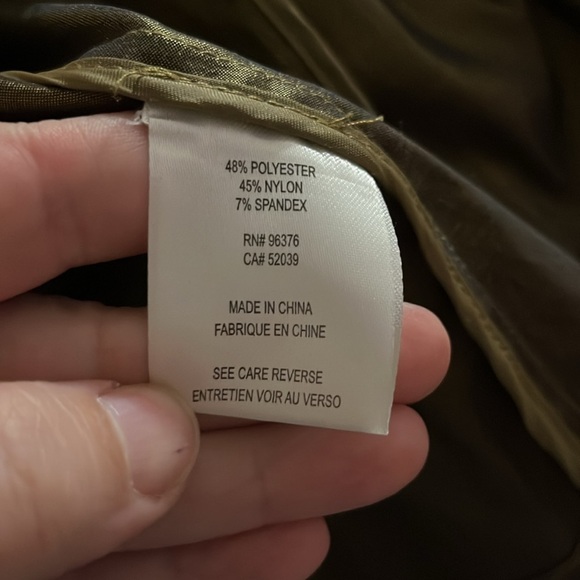 48% POLYESTER
45% NYLON
7% SPANDEX
RN# 96376
CA# 52039
MADE IN CHINA
FABRIQUE EN CHINE
SEE CARE REVERSE
ENTRETIEN VOIR AU VERSO